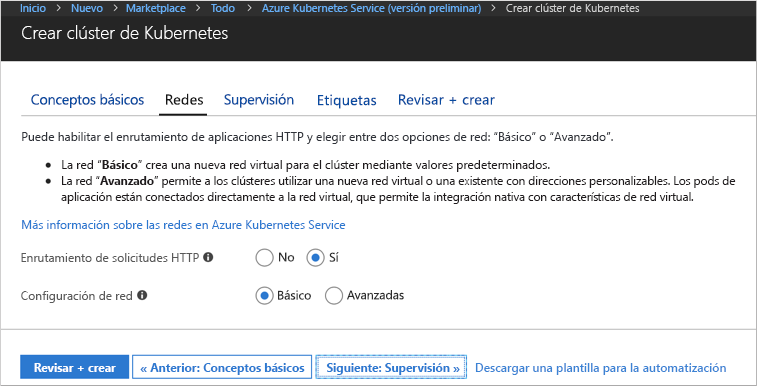 Inicio > Nuevo > Marketplace > Todo > Azure Kubernetes Service (versión preliminar) > Crear clúster de Kubernetes
Crear clúster de Kubernetes
Conceptos básicos Redes Supervisión Etiquetas Revisar + crear
Puede habilitar el enrutamiento de aplicaciones HTTP y elegir entre dos opciones de red: "Básico" o "Avanzado".
• La red "Básico" crea una nueva red virtual para el clúster mediante valores predeterminados.
• La red "Avanzado" permite a los clústeres utilizar una nueva red virtual o una existente con direcciones personalizables. Los pods de
aplicación están conectados directamente a la red virtual, que permite la integración nativa con características de red virtual.
Más información sobre las redes en Azure Kubernetes Service
Enrutamiento de solicitudes HTTP No Sí
Configuración de red Básico Avanzadas
Revisar + crear « Anterior: Conceptos básicos Siguiente: Supervisión » Descargar una plantilla para la automatización